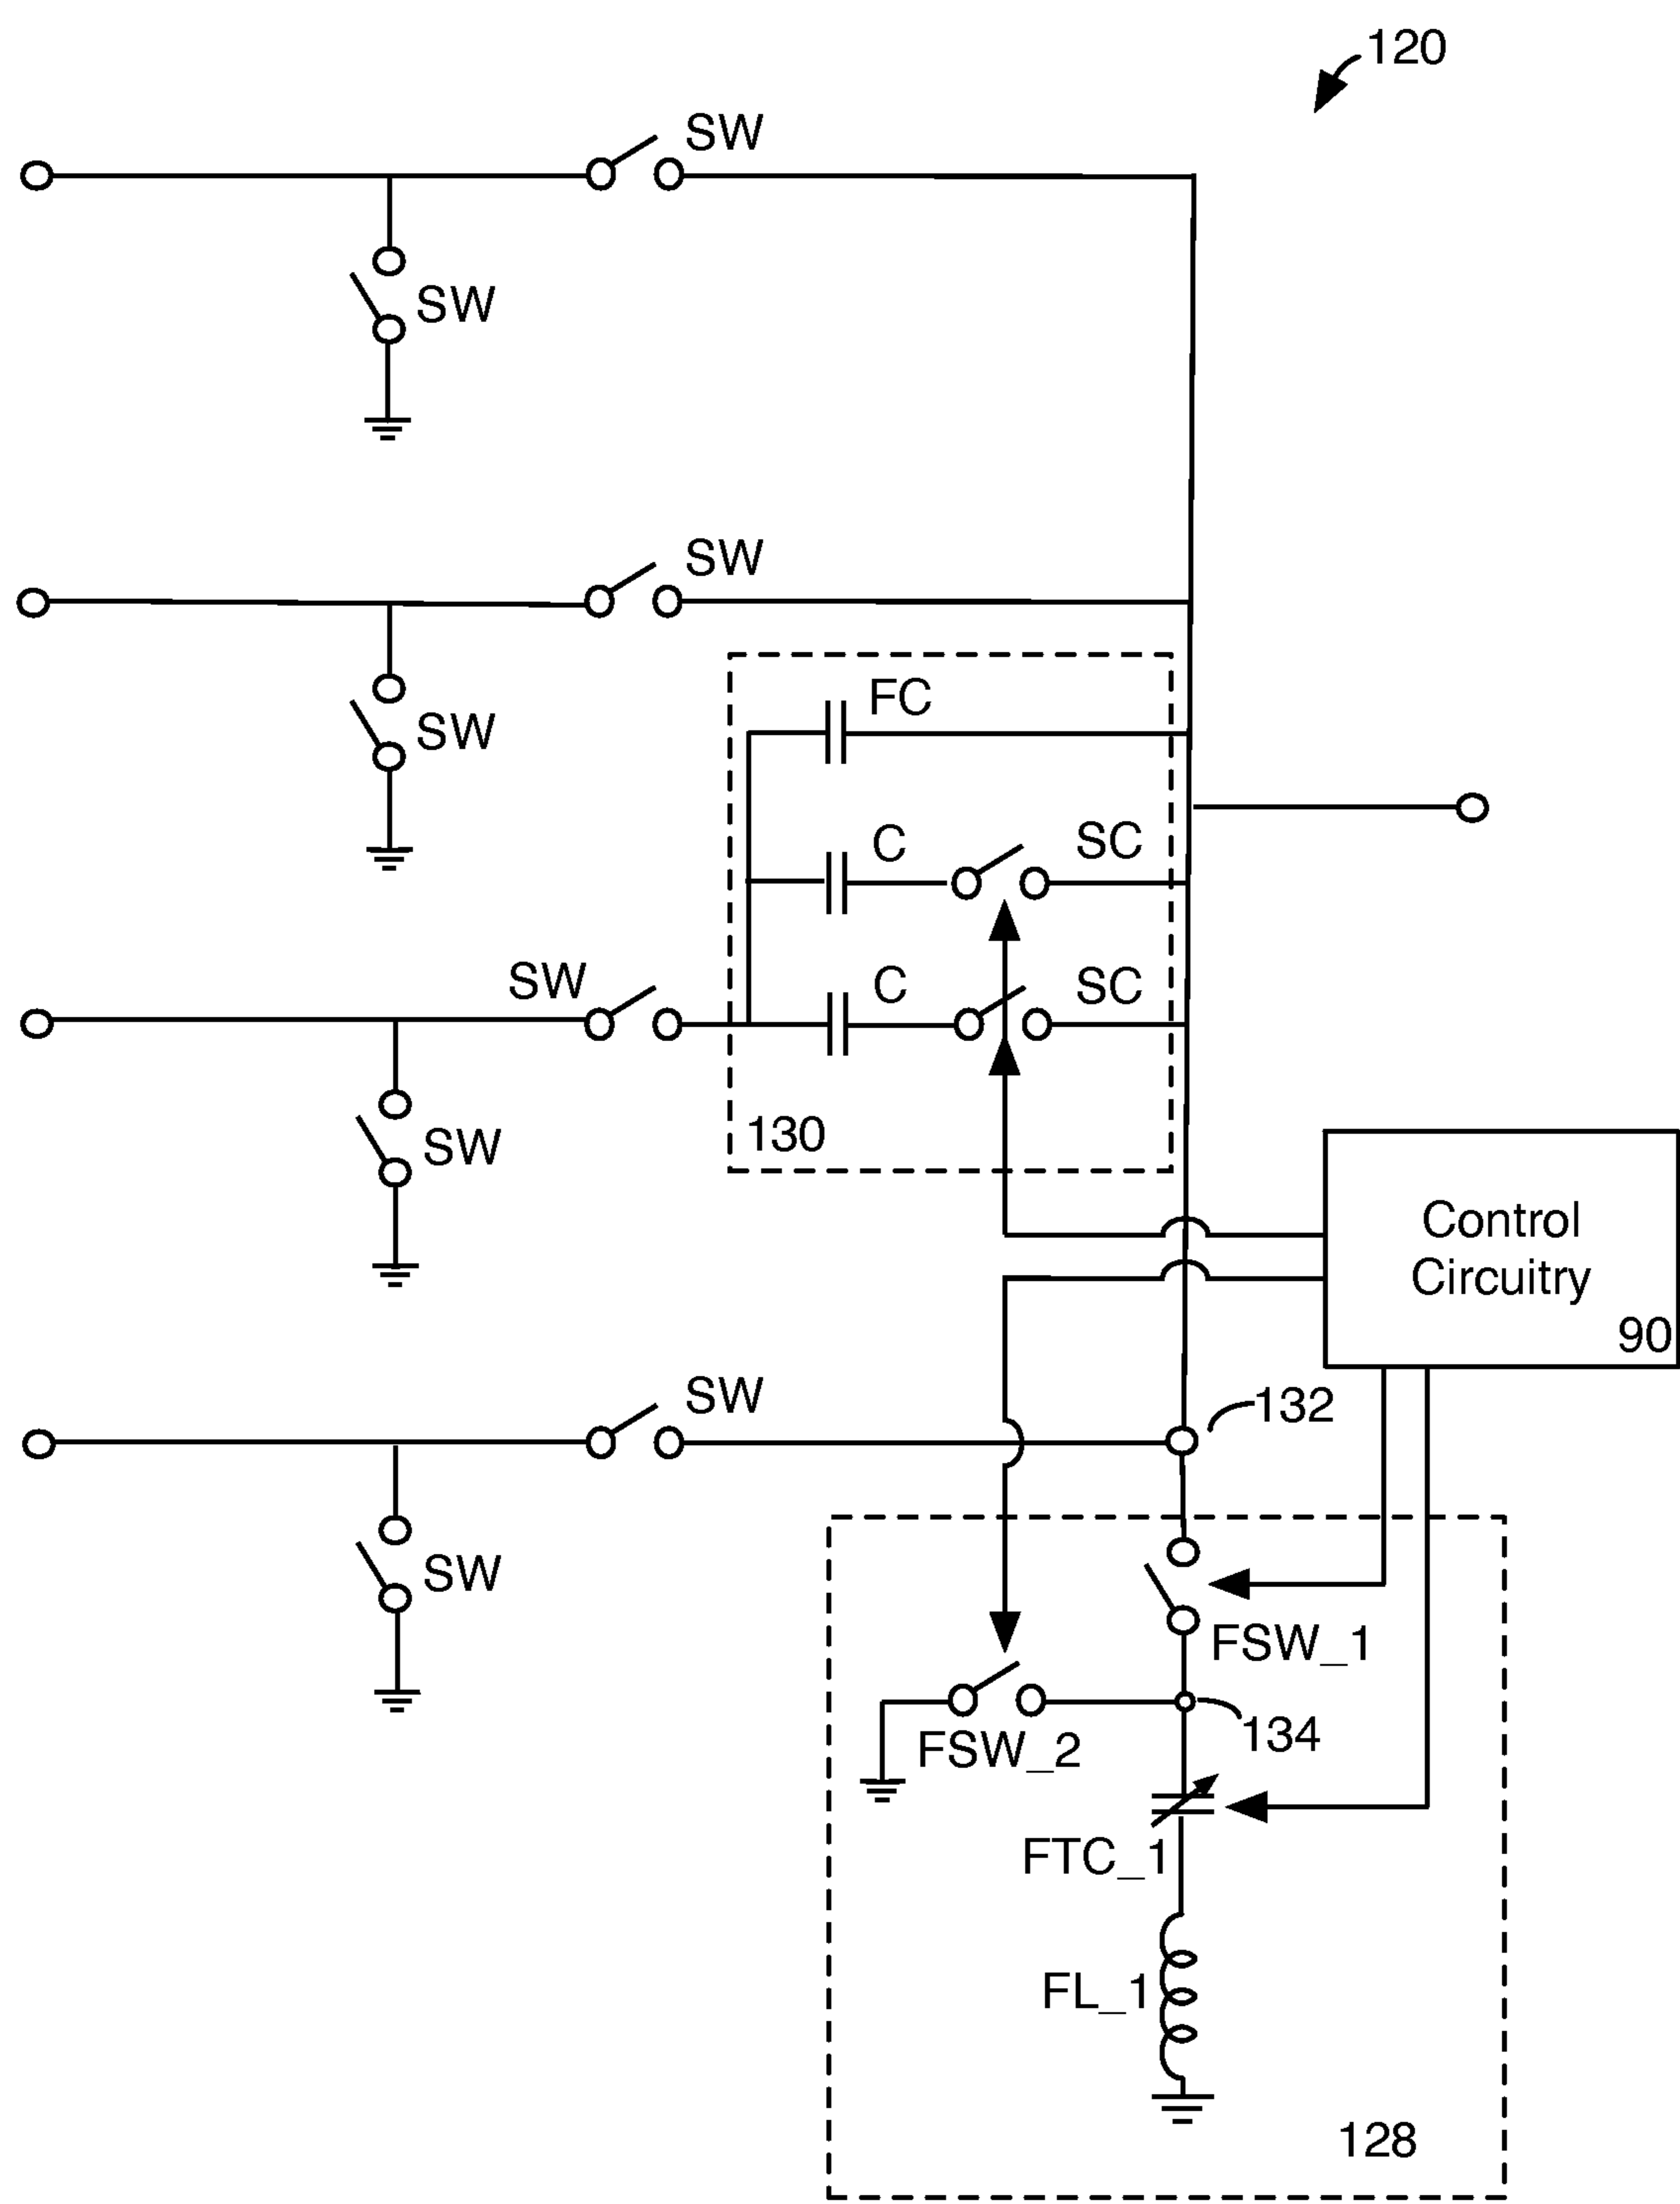 120
SW
SW
SW
SW
FC
C
SC
SW
C
SC
130
SW
Control
Circuitry
90
SW
132
SW
FSW_1
134
FSW_2
FTC_1
FL_1
128